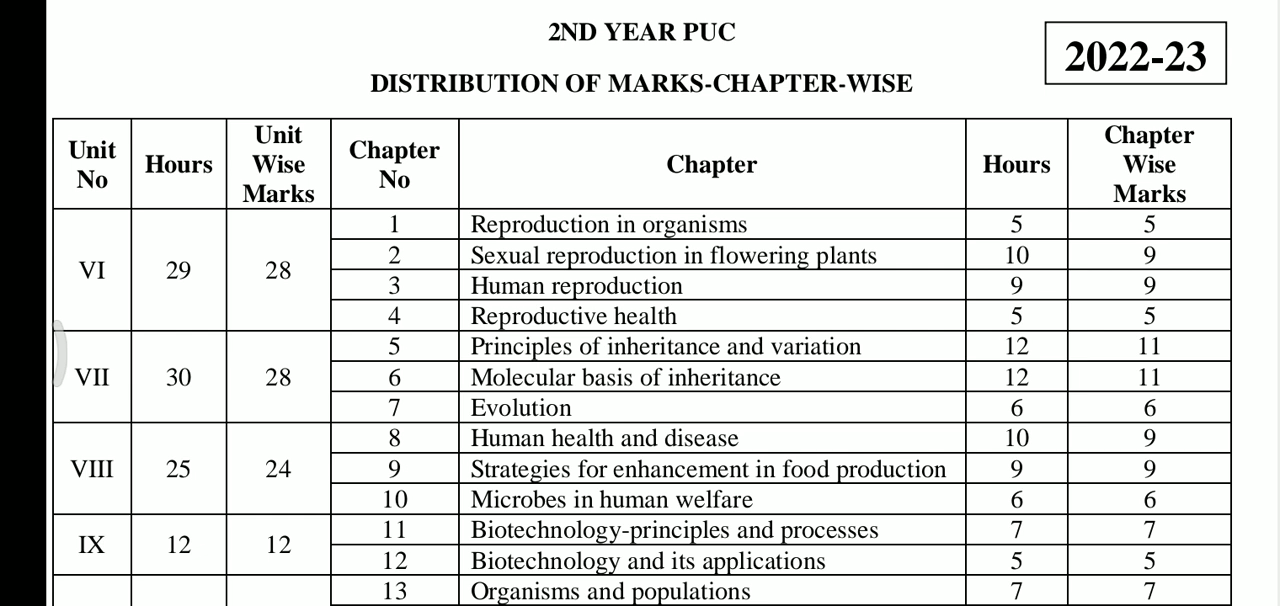 2ND YEAR PUC
2022-23
DISTRIBUTION OF MARKS-CHAPTER-WISE
Unit No Hours Unit Wise Marks Chapter No Chapter Hours Chapter Wise Marks
VI 29 28 1 Reproduction in organisms 5 5
2 Sexual reproduction in flowering plants 10 9
3 Human reproduction 9 9
4 Reproductive health 5 5
VII 30 28 5 Principles of inheritance and variation 12 11
6 Molecular basis of inheritance 12 11
7 Evolution 6 6
VIII 25 24 8 Human health and disease 10 9
9 Strategies for enhancement in food production 9 9
10 Microbes in human welfare 6 6
IX 12 12 11 Biotechnology-principles and processes 7 7
12 Biotechnology and its applications 5 5
13 Organisms and populations 7 7